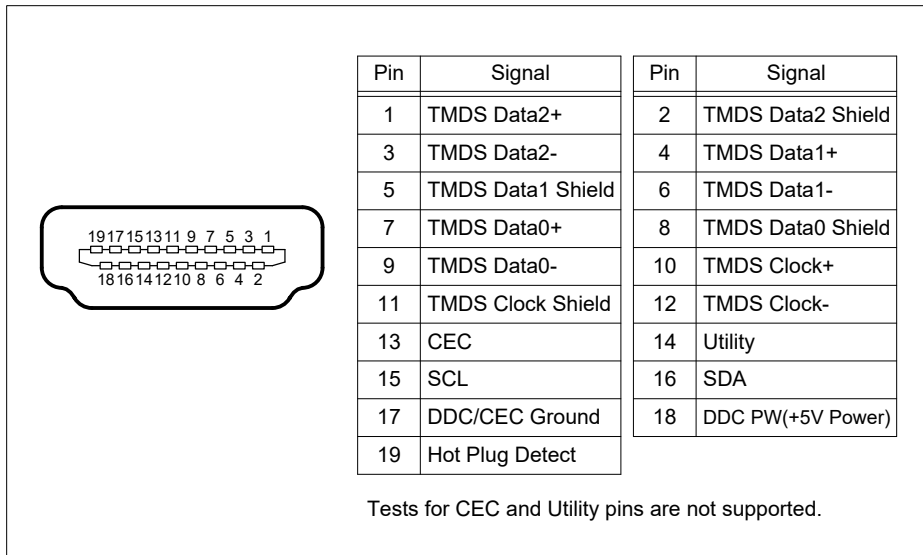 Pin Signal Pin Signal
1 TMDS Data2+ 2 TMDS Data2 Shield
3 TMDS Data2- 4 TMDS Data1+
5 TMDS Data1 Shield 6 TMDS Data1-
7 TMDS Data0+ 8 TMDS Data0 Shield
9 TMDS Data0- 10 TMDS Clock+
11 TMDS Clock Shield 12 TMDS Clock-
13 CEC 14 Utility
15 SCL 16 SDA
17 DDC/CEC Ground 18 DDC PW(+5V Power)
19 Hot Plug Detect
19 17 15 13 11 9 7 5 3 1
18 16 14 12 10 8 6 4 2
Tests for CEC and Utility pins are not supported.